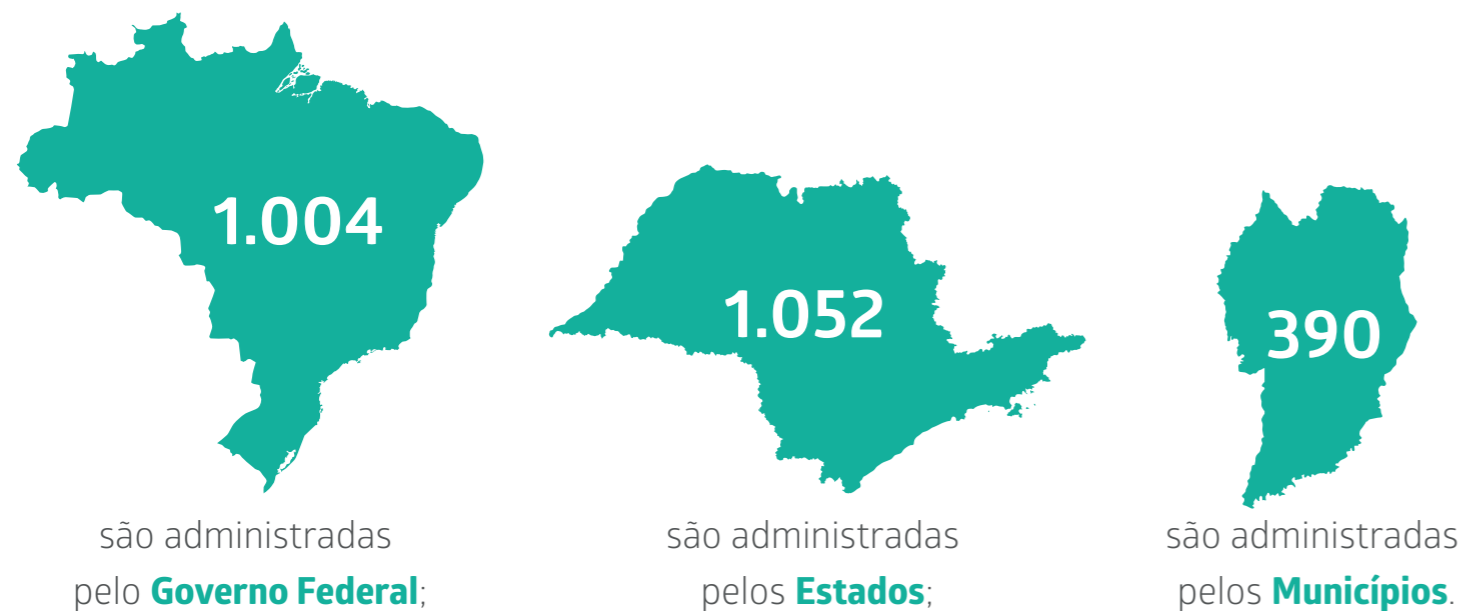 1.004
são administradas
pelo Governo Federal;
1.052
são administradas
pelos Estados;
390
são administradas
pelos Municípios.